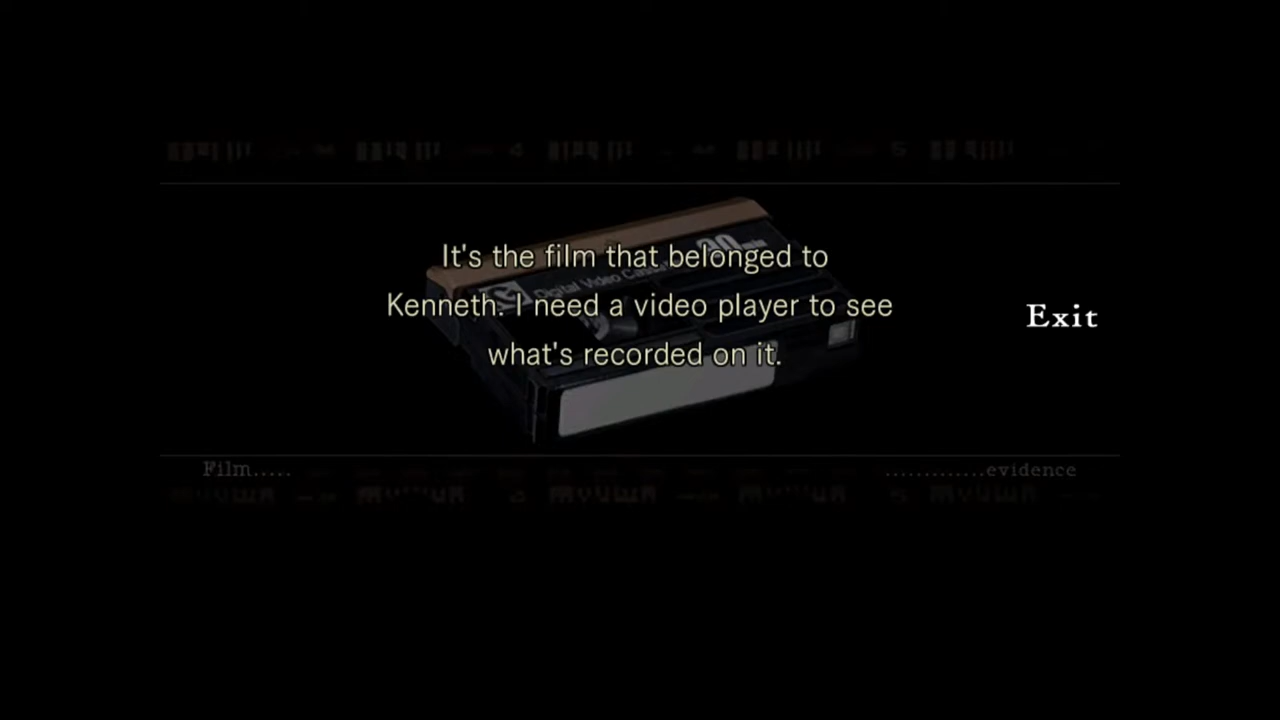 It's the film that belonged to
Kenneth. I need a video player to see
what's recorded on it.
Exit
Film.....
.............evidence